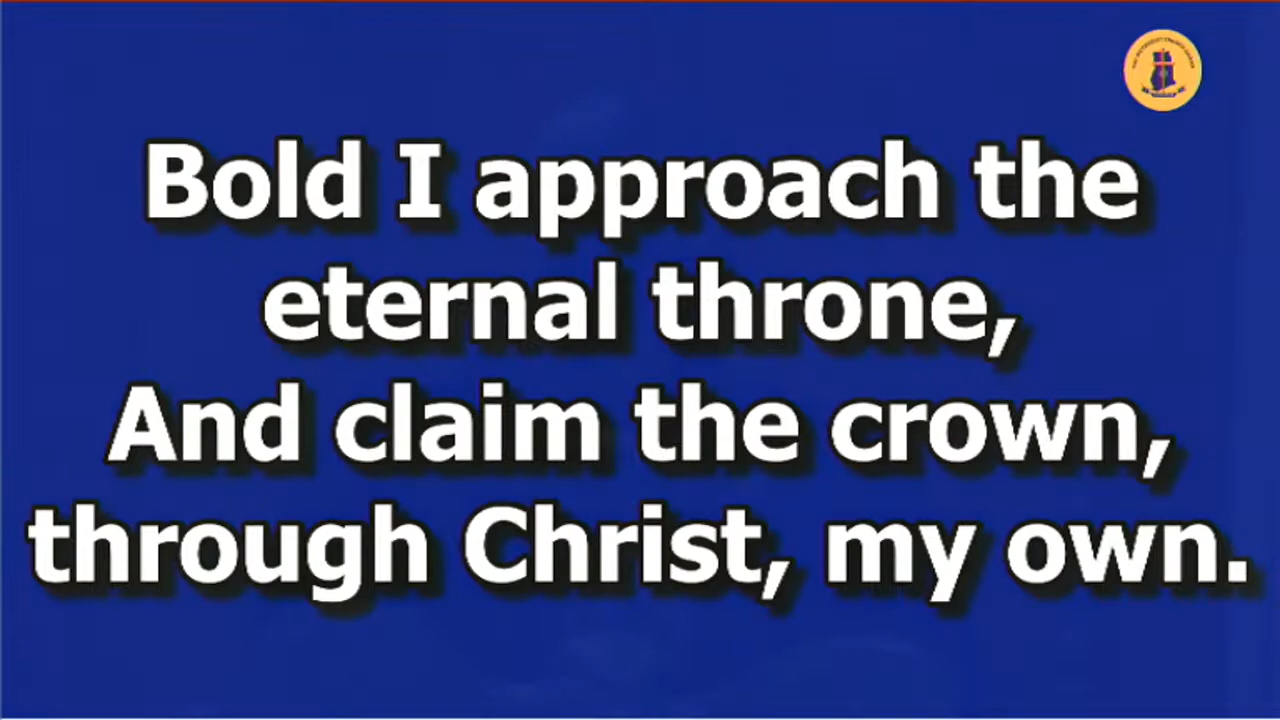 Bold I approach the
eternal throne,
And claim the crown,
through Christ, my own.